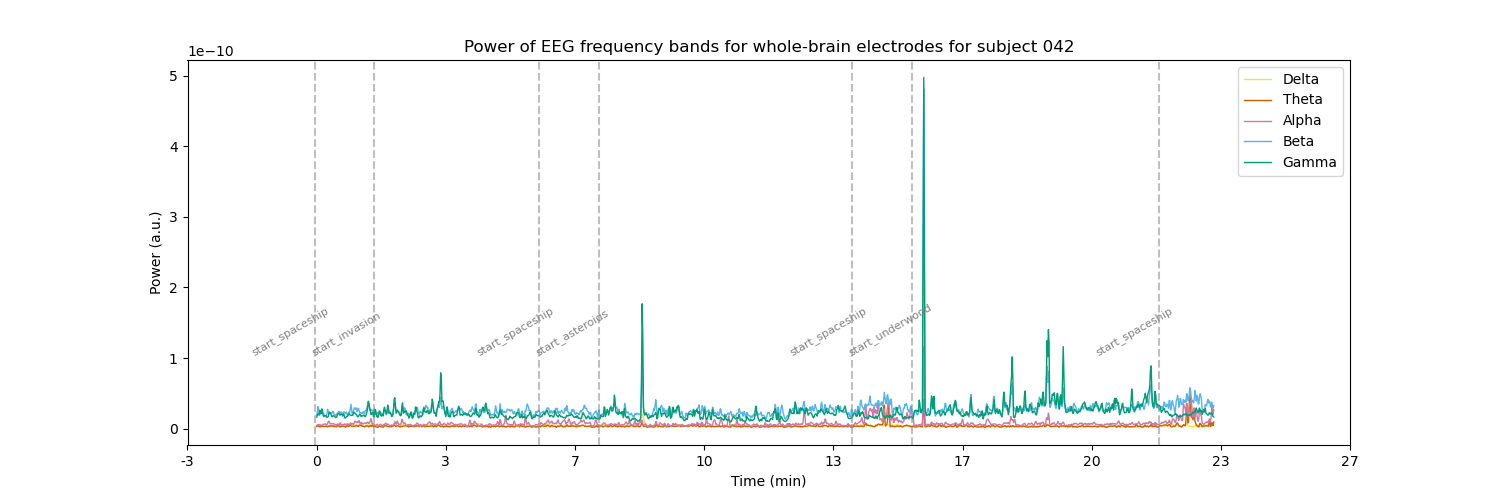 Power of EEG frequency bands for whole-brain electrodes for subject 042
1e−10
5
4
3
2
1
0
Power (a.u.)
Delta
Theta
Alpha
Beta
Gamma
start_spaceship
start_invasion
start_spaceship
start_asteroids
start_spaceship
start_underwood
start_spaceship
-3
0
3
7
10
13
17
20
23
27
Time (min)